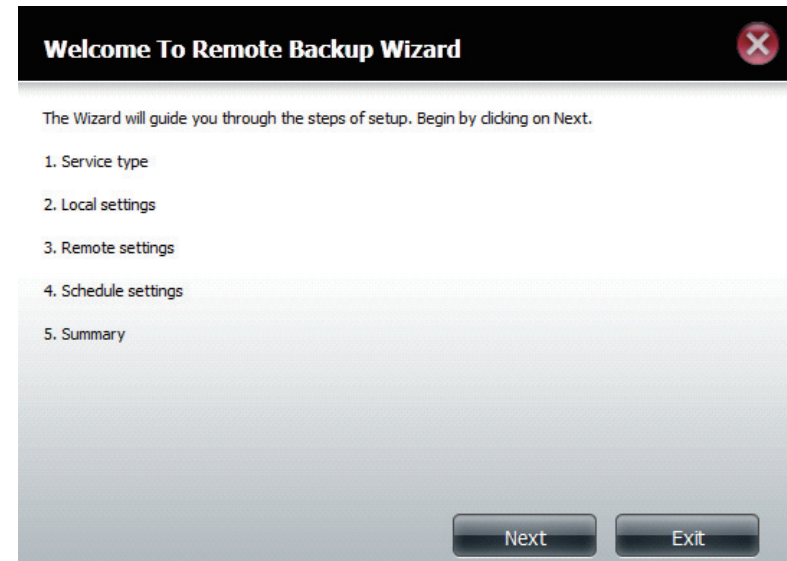 Welcome To Remote Backup Wizard
The Wizard will guide you through the steps of setup. Begin by clicking on Next.
1. Service type
2. Local settings
3. Remote settings
4. Schedule settings
5. Summary
Next
Exit